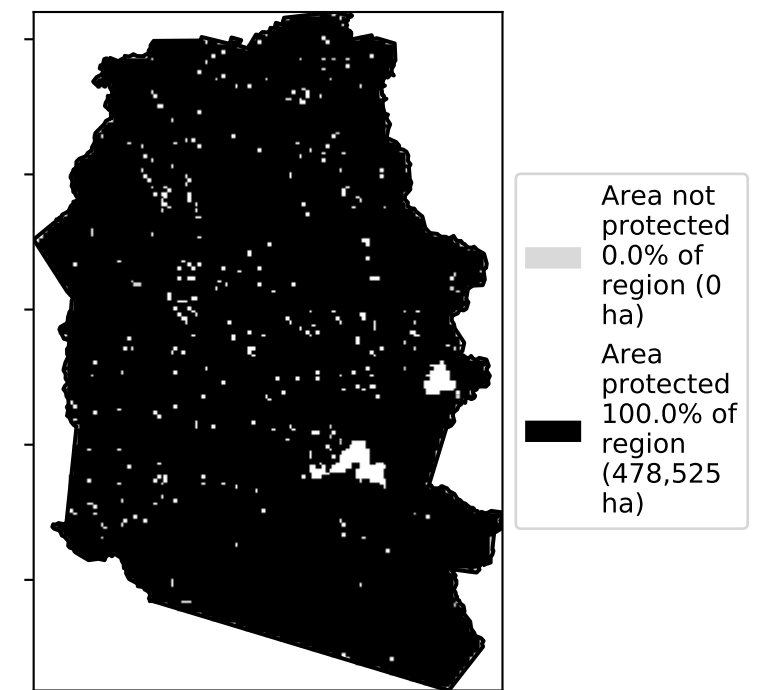 Area not
protected
0.0% of
region (0
ha)
Area
protected
100.0% of
region
(478,525
ha)